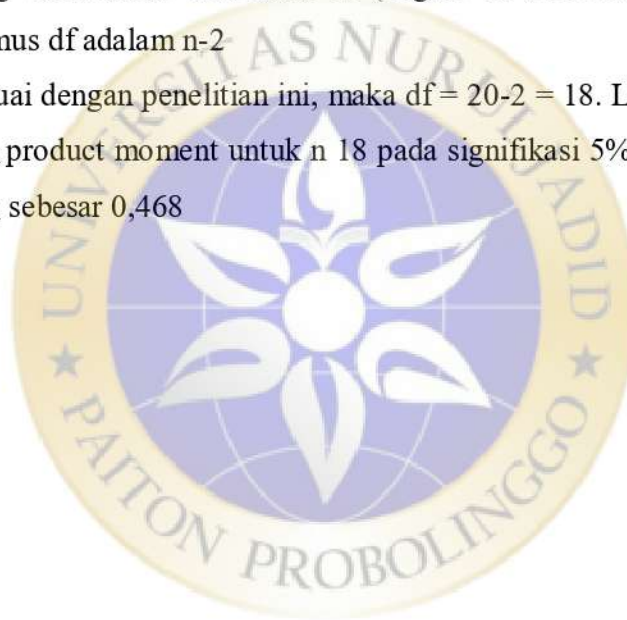 mus df adalam n-2
uai dengan penelitian ini, maka df = 20-2 = 18. L
product moment untuk n 18 pada signifikasi 5%
sebesar 0,468
UNIVERSITAS NURUL JADID
★ PAITON PROBOLINGGO ★